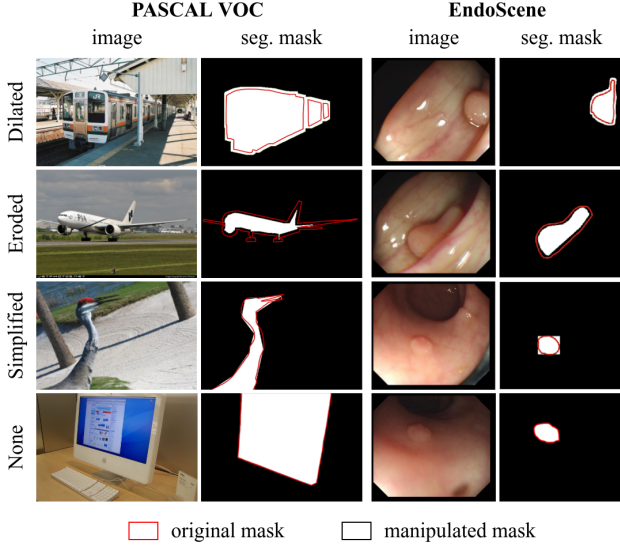 PASCAL VOC EndoScene
image seg. mask image seg. mask
Dilated
Eroded
Simplified
None
original mask manipulated mask